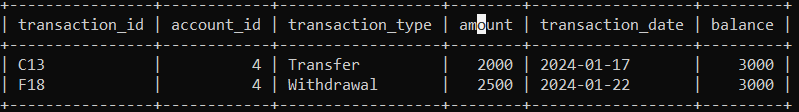 +----------------+------------+------------------+--------+------------------+---------+
| transaction_id | account_id | transaction_type | amount | transaction_date | balance |
+----------------+------------+------------------+--------+------------------+---------+
| C13            |          4 | Transfer         |   2000 | 2024-01-17       |    3000 |
| F18            |          4 | Withdrawal       |   2500 | 2024-01-22       |    3000 |
+----------------+------------+------------------+--------+------------------+---------+